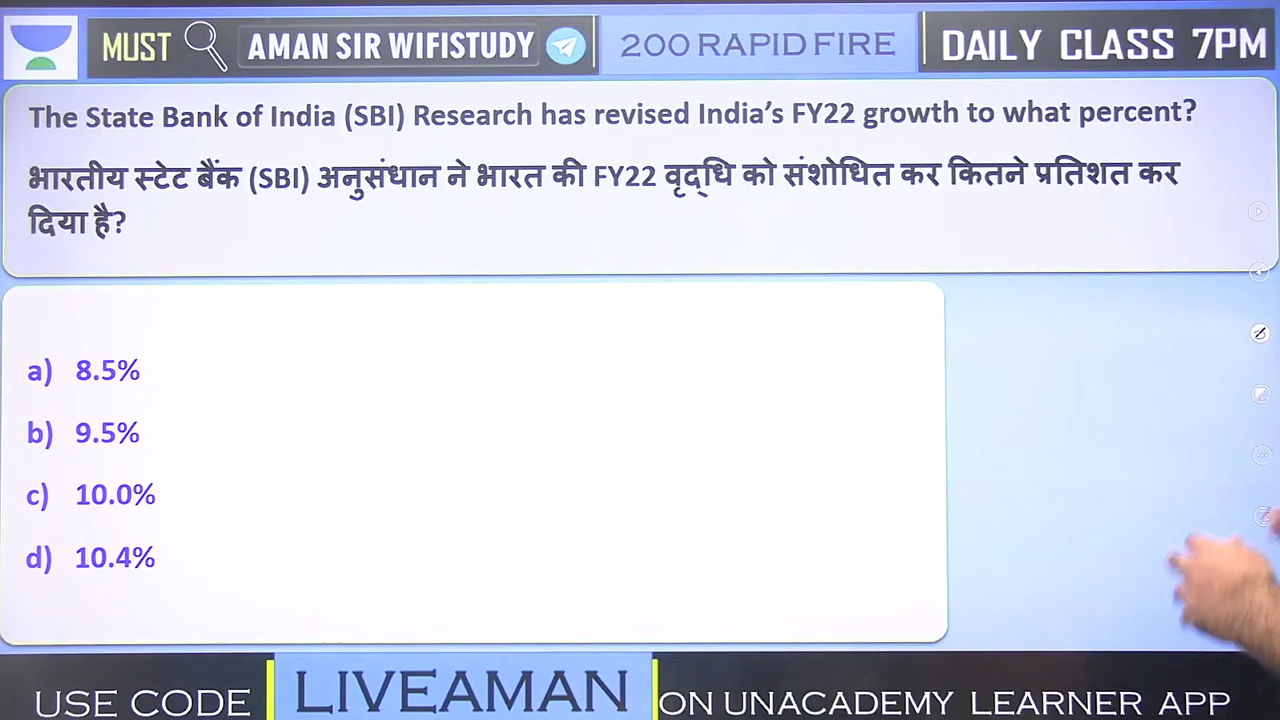 MUST AMAN SIR WIFISTUDY 200 RAPID FIRE DAILY CLASS 7PM
The State Bank of India (SBI) Research has revised India's FY22 growth to what percent?
भारतीय स्टेट बैंक (SBI) अनुसंधान ने भारत की FY22 वृद्धि को संशोधित कर कितने प्रतिशत कर
दिया है?
a) 8.5%
b) 9.5%
c) 10.0%
d) 10.4%
USE CODE LIVEAMAN ON UNACADEMY LEARNER APP